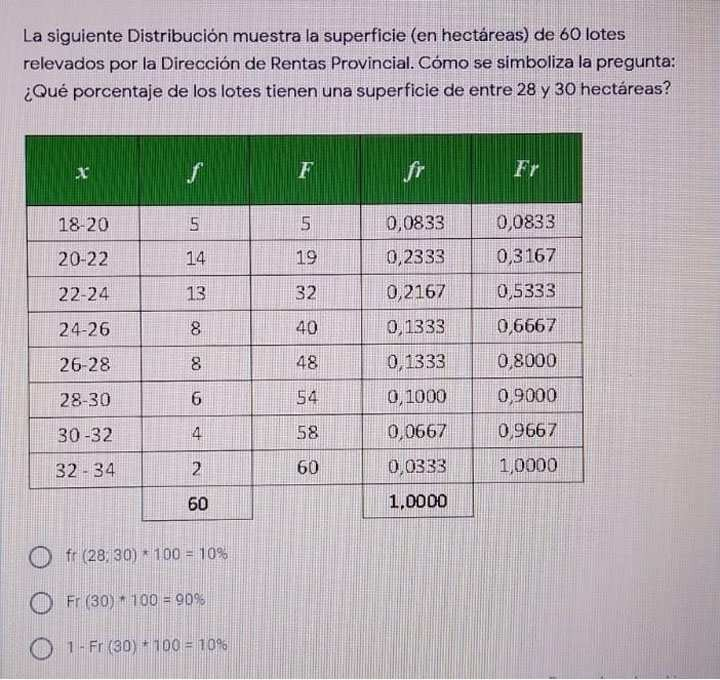 La siguiente Distribución muestra la superficie (en hectáreas) de 60 lotes
relevados por la Dirección de Rentas Provincial. Cómo se simboliza la pregunta:
¿Qué porcentaje de los lotes tienen una superficie de entre 28 y 30 hectáreas?
x f F fr Fr
18-20 5 5 0,0833 0,0833
20-22 14 19 0,2333 0,3167
22-24 13 32 0,2167 0,5333
24-26 8 40 0,1333 0,6667
26-28 8 48 0,1333 0,8000
28-30 6 54 0,1000 0,9000
30 -32 4 58 0,0667 0,9667
32 - 34 2 60 0,0333 1,0000
60 1,0000
fr (28; 30) * 100 = 10%
Fr (30) * 100 = 90%
1 - Fr (30) * 100 = 10%